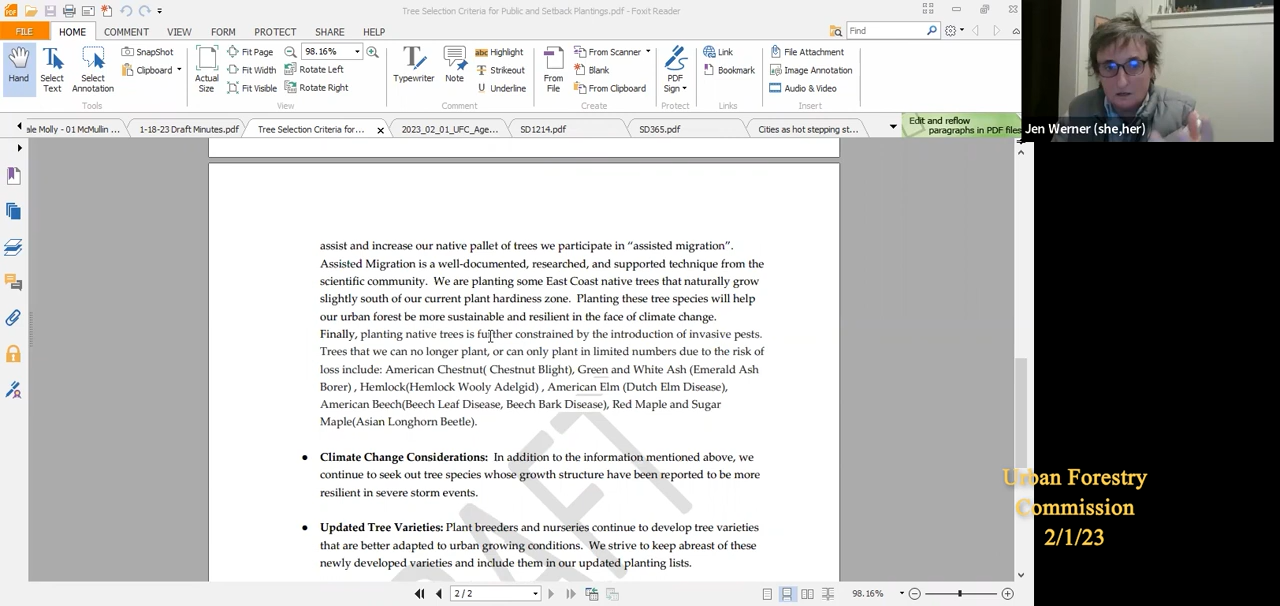 Tree Selection Criteria for Public and Setback Plantings.pdf - Foxit Reader
FILE HOME COMMENT VIEW FORM PROTECT SHARE HELP Find
SnapShot Fit Page 98.16% From Scanner Link File Attachment
Clipboard Fit Width Rotate Left Highlight Strikeout Blank Bookmark Image Annotation
Fit Visible Rotate Right Underline From Clipboard Audio & Video
Hand Select Text Select Annotation Actual Size Typewriter Note From File PDF Sign
Tools View Comment Create Protect Links Insert
ale Molly - 01 McMullin ... 1-18-23 Draft Minutes.pdf Tree Selection Criteria for... 2023_02_01_UFC_Age... SD1214.pdf SD365.pdf Cities as hot stepping st...
Edit and reflow
paragraphs in PDF files
Jen Werner (she,her)
assist and increase our native pallet of trees we participate in “assisted migration”.
Assisted Migration is a well-documented, researched, and supported technique from the
scientific community. We are planting some East Coast native trees that naturally grow
slightly south of our current plant hardiness zone. Planting these tree species will help
our urban forest be more sustainable and resilient in the face of climate change.
Finally, planting native trees is further constrained by the introduction of invasive pests.
Trees that we can no longer plant, or can only plant in limited numbers due to the risk of
loss include: American Chestnut( Chestnut Blight), Green and White Ash (Emerald Ash
Borer) , Hemlock(Hemlock Wooly Adelgid) , American Elm (Dutch Elm Disease),
American Beech(Beech Leaf Disease, Beech Bark Disease), Red Maple and Sugar
Maple(Asian Longhorn Beetle).
• Climate Change Considerations: In addition to the information mentioned above, we
continue to seek out tree species whose growth structure have been reported to be more
resilient in severe storm events.
• Updated Tree Varieties: Plant breeders and nurseries continue to develop tree varieties
that are better adapted to urban growing conditions. We strive to keep abreast of these
newly developed varieties and include them in our updated planting lists.
DRAFT
Urban Forestry
Commission
2/1/23
2 / 2 98.16%